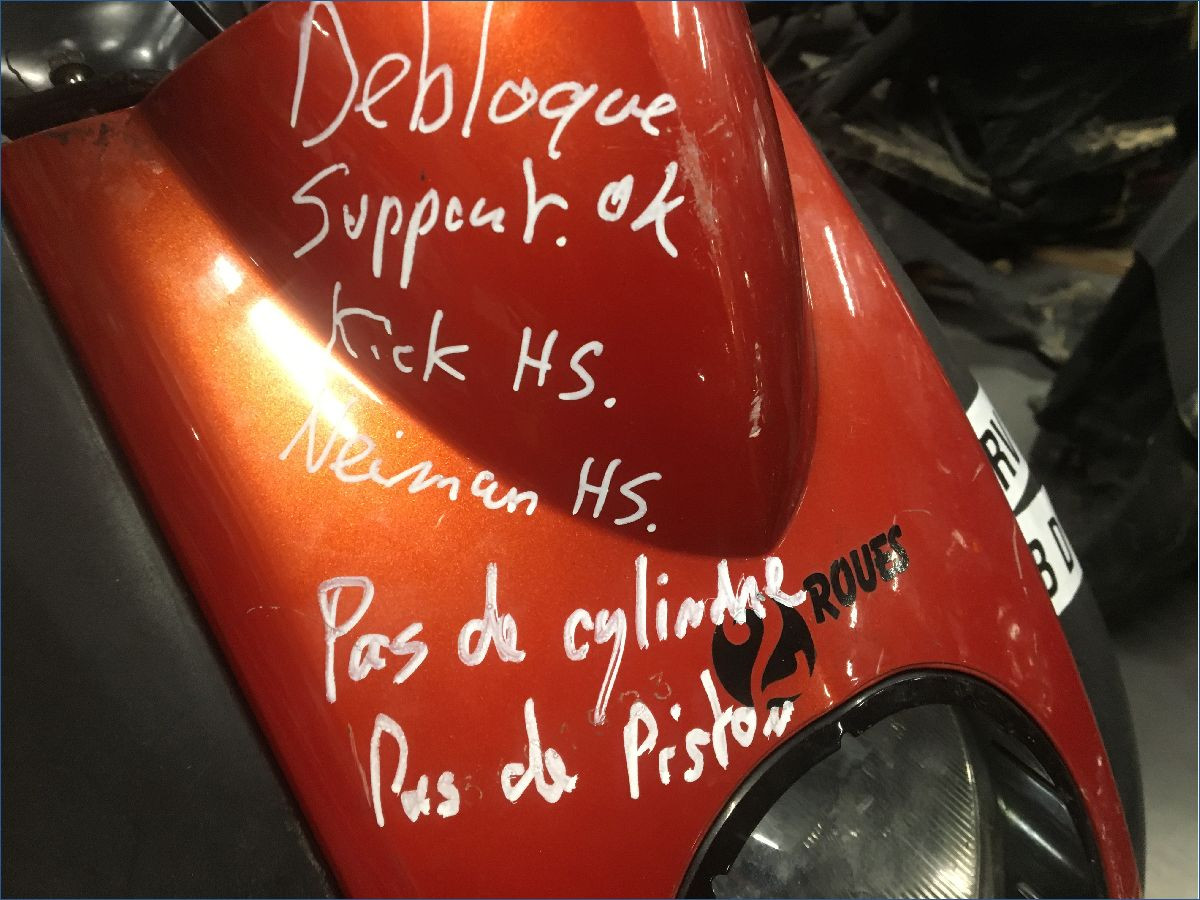 Debloque
Support. ok
Kick HS.
Neiman HS.
Pas de cylindre
2 ROUES
Pas de Piston